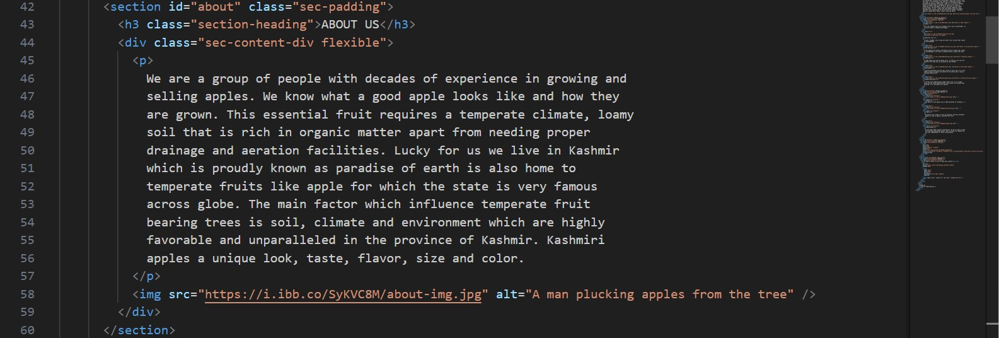 42 <section id="about" class="sec-padding">
43 <h3 class="section-heading">ABOUT US</h3>
44 <div class="sec-content-div flexible">
45 <p>
46 We are a group of people with decades of experience in growing and
47 selling apples. We know what a good apple looks like and how they
48 are grown. This essential fruit requires a temperate climate, loamy
49 soil that is rich in organic matter apart from needing proper
50 drainage and aeration facilities. Lucky for us we live in Kashmir
51 which is proudly known as paradise of earth is also home to
52 temperate fruits like apple for which the state is very famous
53 across globe. The main factor which influence temperate fruit
54 bearing trees is soil, climate and environment which are highly
55 favorable and unparalleled in the province of Kashmir. Kashmiri
56 apples a unique look, taste, flavor, size and color.
57 </p>
58 <img src="https://i.ibb.co/SyKVC8M/about-img.jpg" alt="A man plucking apples from the tree" />
59 </div>
60 </section>